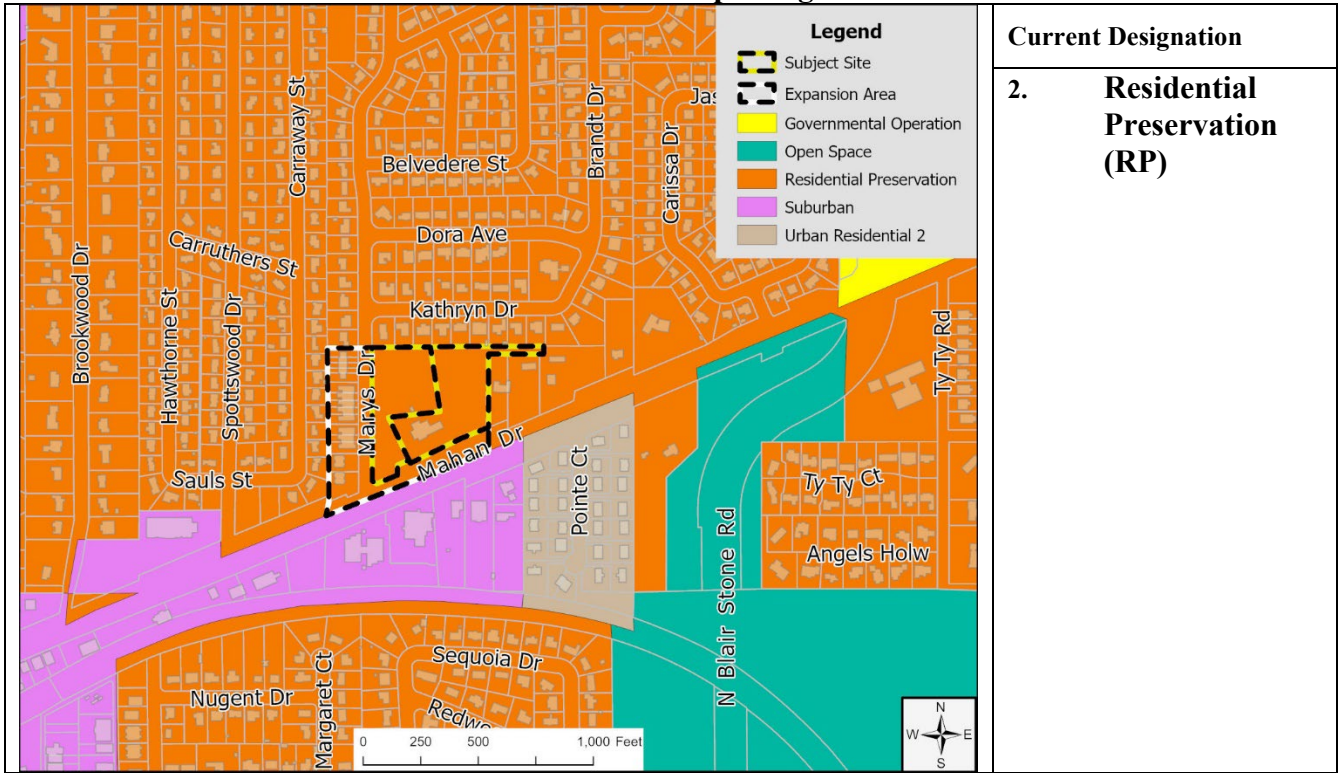 Legend
Subject Site
Expansion Area
Governmental Operation
Open Space
Residential Preservation
Suburban
Urban Residential 2
Current Designation
2. Residential
Preservation
(RP)
Carraway St
Belvedere St
Brandt Dr
Carissa Dr
Dora Ave
Carruthers St
Brookwood Dr
Hawthorne St
Spottswood Dr
Kathryn Dr
Ty Ty Rd
Marys Dr
Mahan Dr
Sauls St
Pointe Ct
Ty Ty Ct
Angels Holw
N Blair Stone Rd
Sequoia Dr
Nugent Dr
Margaret Ct
N
W E
S
0 250 500 1,000 Feet